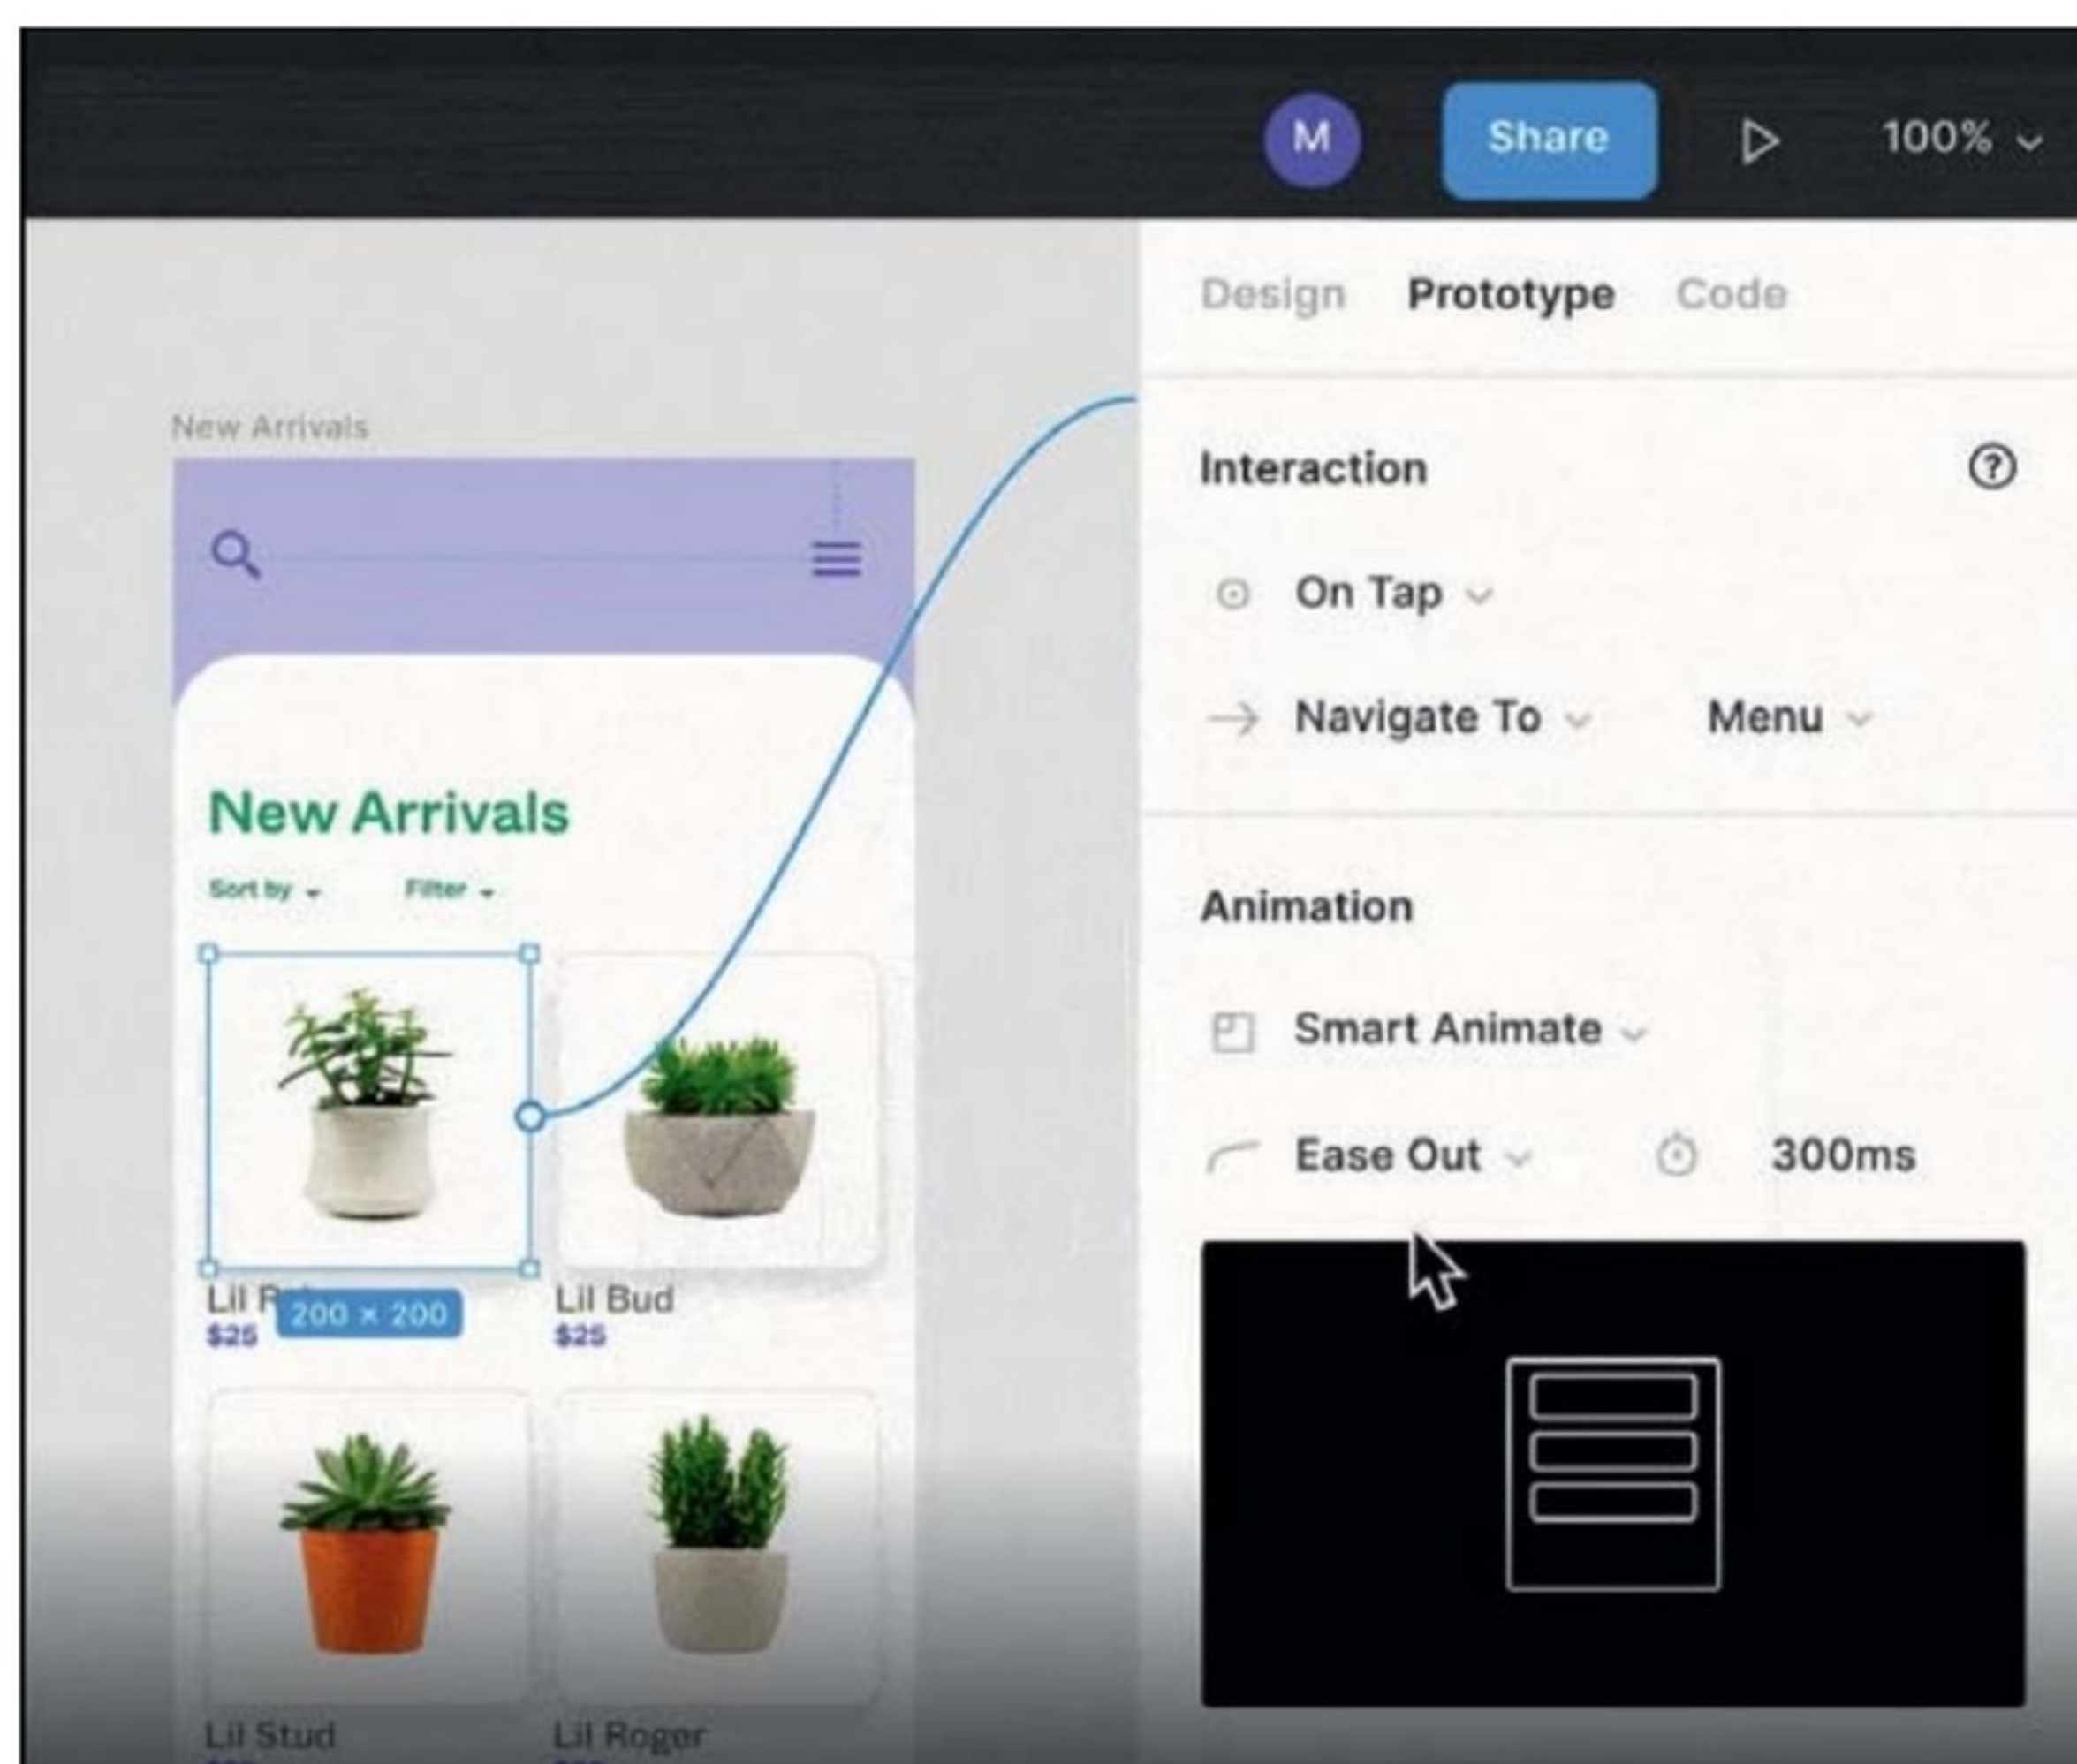 M Share 100%
Design Prototype Code
New Arrivals
Interaction
On Tap
Navigate To Menu
New Arrivals
Sort by Filter
Animation
Smart Animate
Ease Out 300ms
Lil
200 × 200
Lil Bud
$25
$25
Lil Stud
Lil Roger